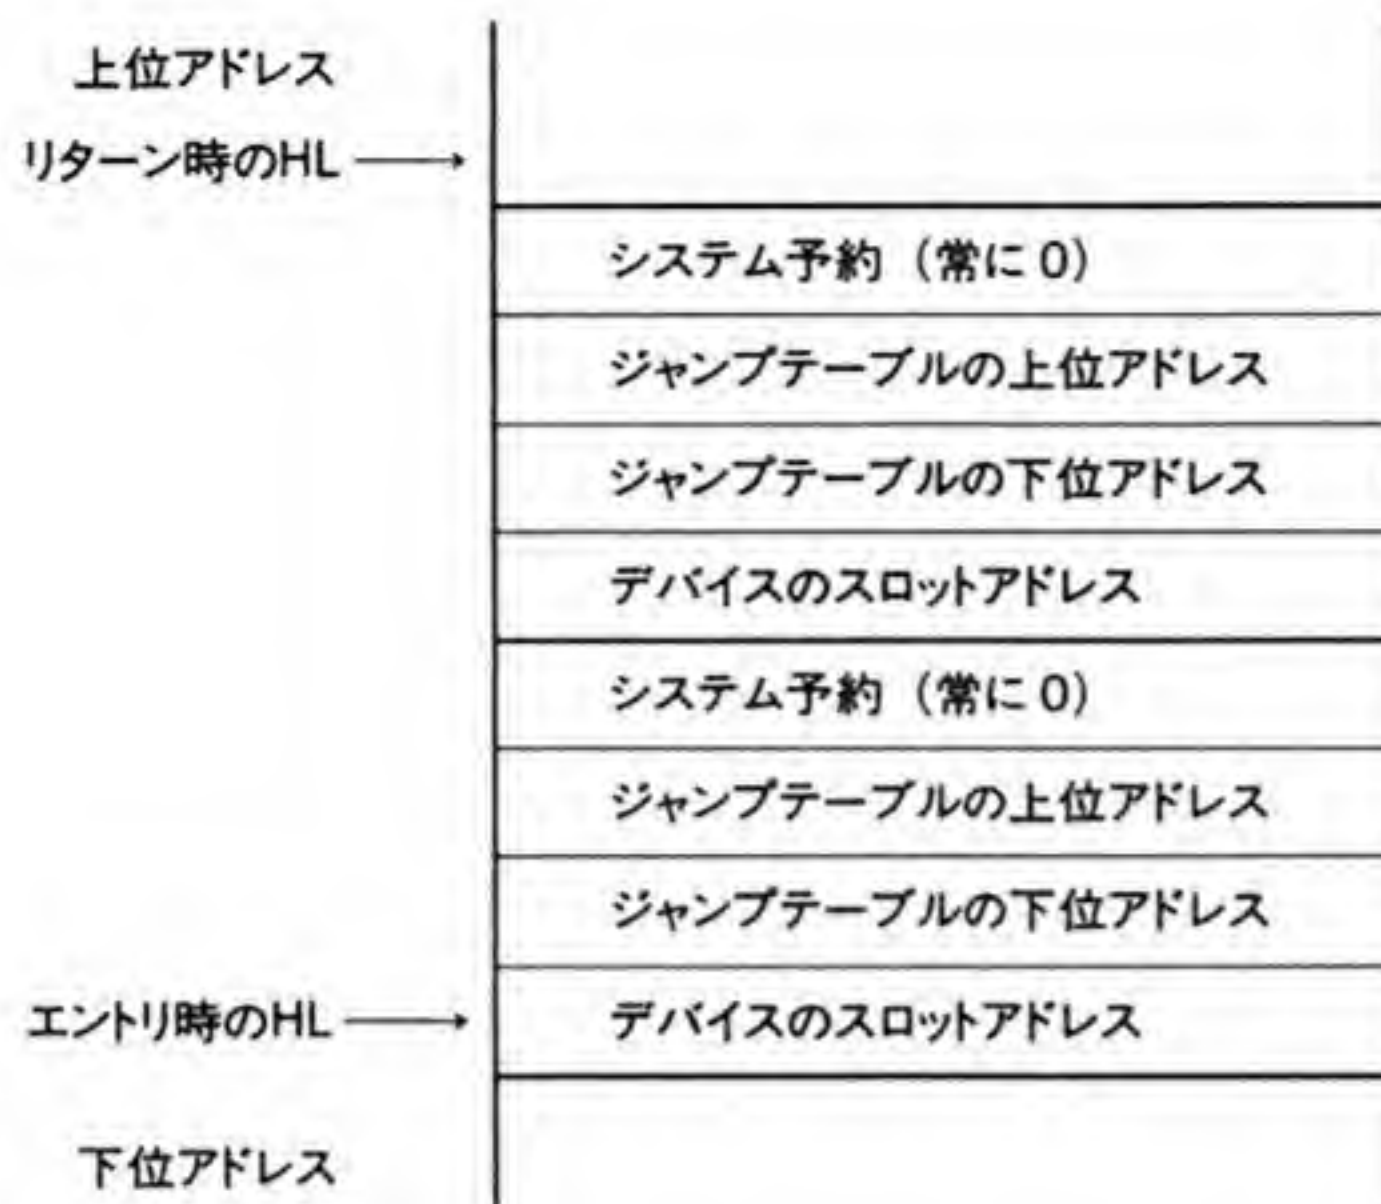 上位アドレス
リターン時のHL
システム予約（常に0）
ジャンプテーブルの上位アドレス
ジャンプテーブルの下位アドレス
デバイスのスロットアドレス
システム予約（常に0）
ジャンプテーブルの上位アドレス
ジャンプテーブルの下位アドレス
エントリ時のHL
デバイスのスロットアドレス
下位アドレス